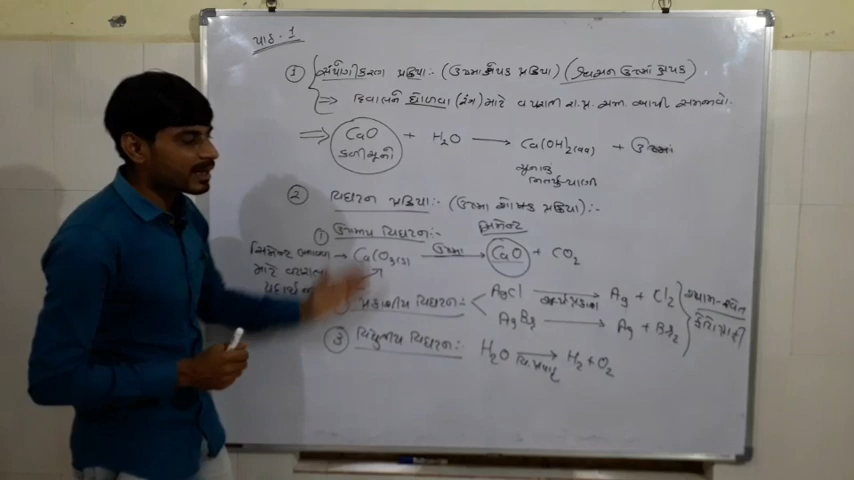 પાઠ - 1
① સંયોગીકરણ પ્રક્રિયા:- (ઉષ્માક્ષેપક પ્રક્રિયા) (શ્વસન ઉષ્માક્ષેપક)
⇒ દિવાલને ધોળવા (રંગ) માટે વપરાતી રા.પ્ર. સમી. આપી સમજાવો.
⇒ CaO + H2O → Ca(OH)2(aq) + ઉષ્મા
કળીચૂનો ચૂનાનું નિતર્યુ પાણી
② વિઘટન પ્રક્રિયા:- (ઉષ્મા શોષક પ્રક્રિયા):-
① ઉષ્મીય વિઘટન:- સિમેન્ટ
સિમેન્ટ બનાવવા → CaCO3(s) ઉષ્મા → CaO + CO2
માટે વપરાતા
પ્રકાશીય વિઘટન:- < AgCl સૂર્યપ્રકાશ → Ag + Cl2 શ્યામ-શ્વેત
AgBr → Ag + Br2 ફોટોગ્રાફી
③ વિદ્યુતીય વિઘટન:- H2O વિ.પ્રવાહ → H2 + O2